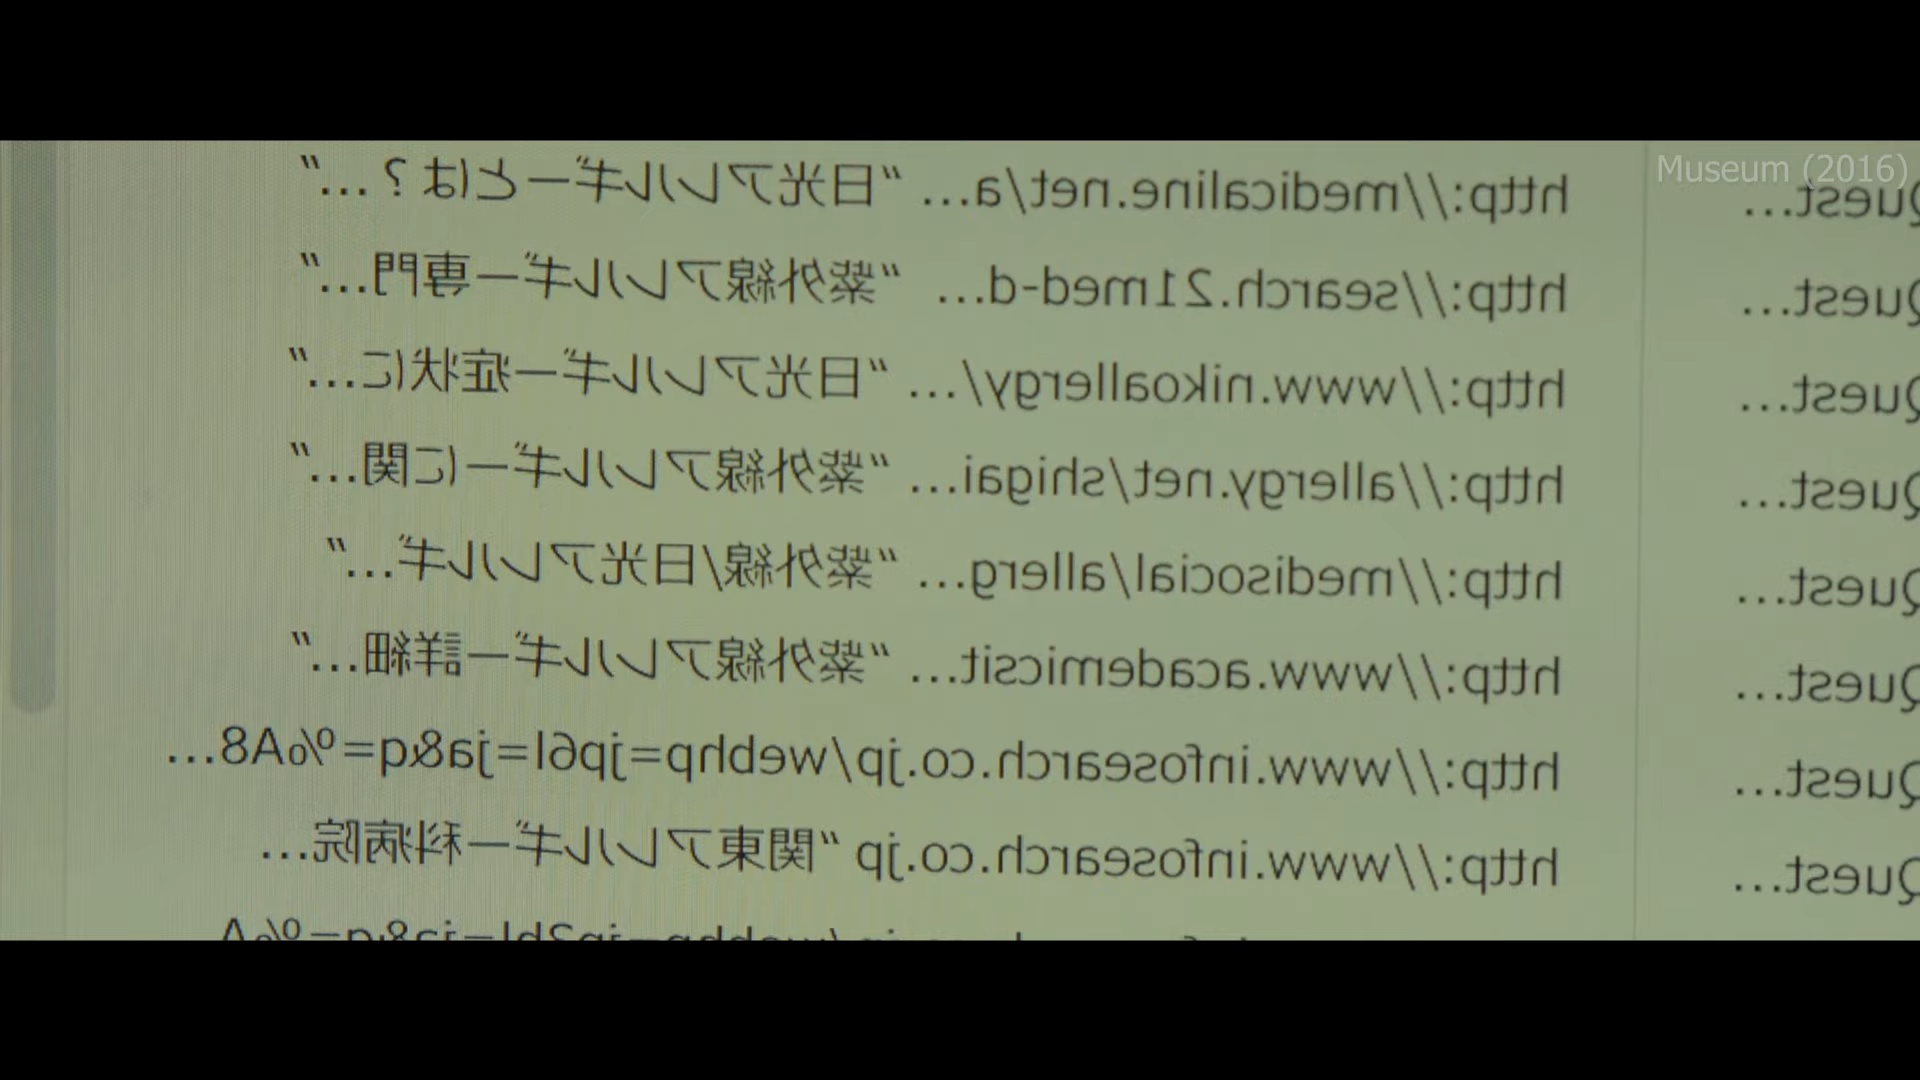 Museum (2016)
Quest... http://medicaline.net/a... "日光アレルギーとは？..."
Quest... http://search.21med-d... "紫外線アレルギー専門..."
Quest... http://www.nikoallergy/... "日光アレルギー症状に..."
Quest... http://allergy.net/shigai... "紫外線アレルギーに関..."
Quest... http://medisocial/allerg... "紫外線/日光アレルギ..."
Quest... http://www.academicsit... "紫外線アレルギー詳細..."
Quest... http://www.infosearch.co.jp/webhp=jp6l=ja&q=%A8...
Quest... http://www.infosearch.co.jp "関東アレルギー科病院...